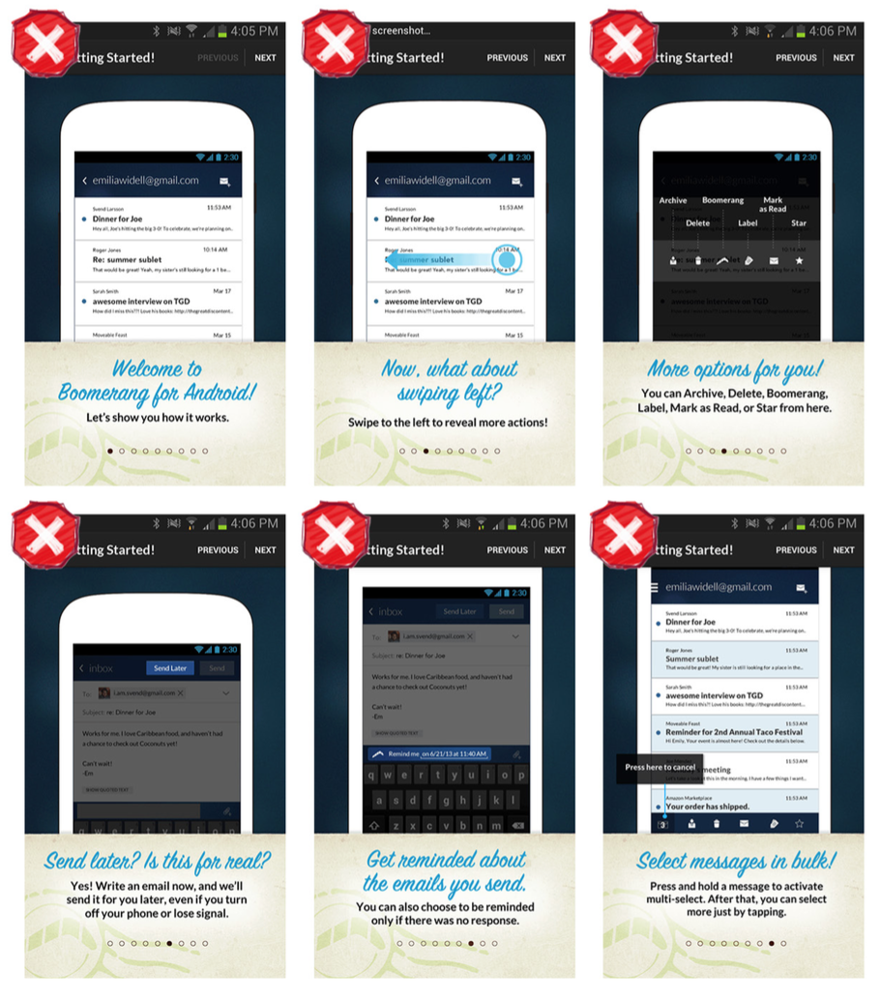 4:05 PM
tting Started!
PREVIOUS
NEXT
2:30
emiliawidell@gmail.com
Svend Larsson
11:53 AM
Dinner for Joe
Hey all, Joe's hitting the big 3-0! To celebrate, we're planning on..
Roger Jones
10:14 AM
Re: summer sublet
That would be great! Yeah, my sister's still looking for a 1 be...
Sarah Smith
Mar 17
awesome interview on TGD
How did I miss this??! Love his books: http://thegreatdiscontent..
Moveable Feast
Mar 15
Welcome to
Boomerang for Android!
Let's show you how it works.
screenshot...
tting Started!
PREVIOUS
NEXT
2:30
emiliawidell@gmail.com
Svend Larsson
11:53 AM
Dinner for Joe
Hey all, Joe's hitting the big 3-0! To celebrate, we're planning on..
Roger Jones
10:14 AM
Re: summer sublet
That would be great! Yeah, my sister's still looking for a 1 be...
Sarah Smith
Mar 17
awesome interview on TGD
How did I miss this??! Love his books: http://thegreatdiscontent..
Moveable Feast
Mar 15
Now, what about
swiping left?
Swipe to the left to reveal more actions!
4:06 PM
tting Started!
PREVIOUS
NEXT
2:30
Archive
Boomerang
Mark
as Read
Delete
Label
Star
More options for you!
You can Archive, Delete, Boomerang,
Label, Mark as Read, or Star from here.
4:06 PM
tting Started!
PREVIOUS
NEXT
2:30
inbox
Send Later
Send
To:
i.am.svend@gmail.com
Subject: re: Dinner for Joe
Works for me. I love Caribbean food, and haven't had
a chance to check out Coconuts yet!
Can't wait!
-Em
SHOW QUOTED TEXT
q w e r t y u i o p
Send later? Is this for real?
Yes! Write an email now, and we'll
send it for you later, even if you turn
off your phone or lose signal.
4:06 PM
tting Started!
PREVIOUS
NEXT
2:30
inbox
Send Later
Send
To:
i.am.svend@gmail.com
Subject: re: Dinner for Joe
Works for me. I love Caribbean food, and haven't had
a chance to check out Coconuts yet!
Can't wait!
-Em
SHOW QUOTED TEXT
Remind me on 6/21/13 at 11:40 AM
q w e r t y u i o p
a s d f g h j k l
z x c v b n m
Get reminded about
the emails you send.
You can also choose to be reminded
only if there was no response.
4:06 PM
tting Started!
PREVIOUS
NEXT
emiliawidell@gmail.com
Svend Larsson
11:53 AM
Dinner for Joe
Hey all, Joe's hitting the big 3-0! To celebrate, we're planning on..
Roger Jones
11:53 AM
Summer sublet
That would be great! My sister is still looking for a place in the...
Sarah Smith
11:53 AM
awesome interview on TGD
How did I miss this??! Love his books: http://thegreatdiscontent..
Moveable Feast
11:53 AM
Reminder for 2nd Annual Taco Festival
Hi Emily, Your event is almost here! Check out the details below.
11:53 AM
meeting
at this in the morning. I have a few things I want..
Press here to cancel
Amazon Marketplace
11:53 AM
Your order has shipped.
3
Select messages in bulk!
Press and hold a message to activate
multi-select. After that, you can select
more just by tapping.